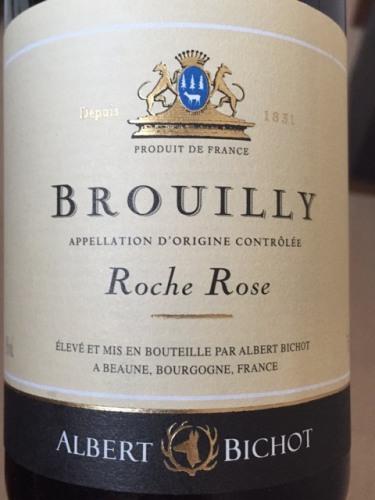 Depuis 1831
PRODUIT DE FRANCE
BROUILLY
APPELLATION D'ORIGINE CONTRÔLÉE
Roche Rose
ÉLEVÉ ET MIS EN BOUTEILLE PAR ALBERT BICHOT
A BEAUNE, BOURGOGNE, FRANCE
ALBERT BICHOT